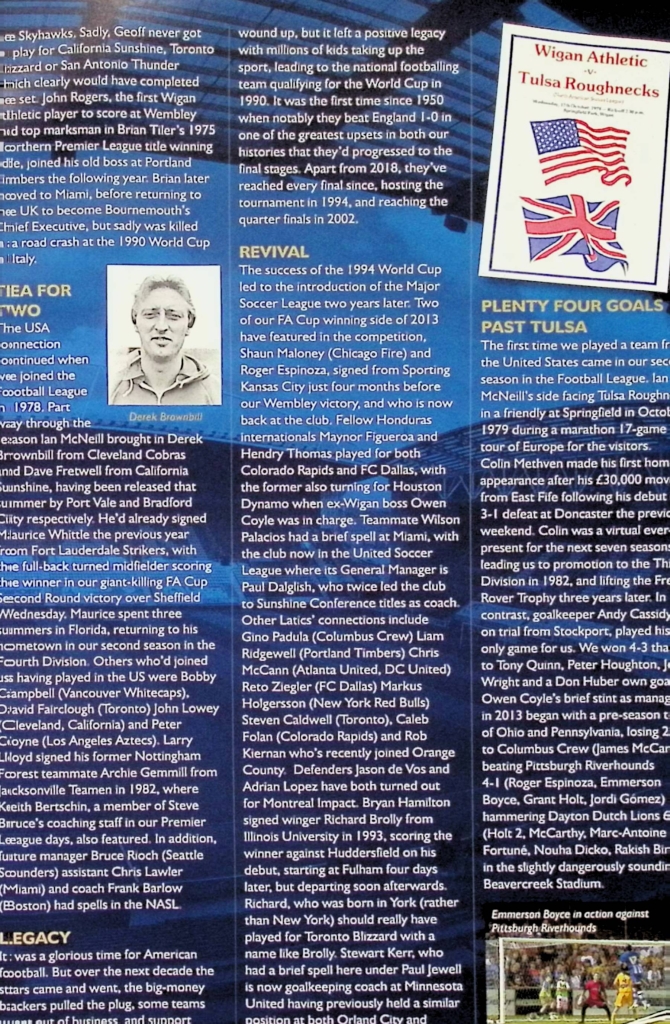 Skyhawks. Sadly, Geoff never got
play for California Sunshine, Toronto
or San Antonio Thunder
which clearly would have completed
set. John Rogers, the first Wigan
Athletic player to score at Wembley
and top marksman in Brian Tiler's 1975
Northern Premier League title winning
side, joined his old boss at Portland
Timbers the following year. Brian later
moved to Miami, before returning to
the UK to become Bournemouth's
Chief Executive, but sadly was killed
a road crash at the 1990 World Cup
Italy.
TEA FOR
TWO
The USA
connection
continued when
we joined the
Football League
in 1978. Part
way through the
season Ian McNeill brought in Derek
Brownbill from Cleveland Cobras
and Dave Fretwell from California
Sunshine, having been released that
summer by Port Vale and Bradford
City respectively. He'd already signed
Maurice Whittle the previous year
from Fort Lauderdale Strikers, with
the full-back turned midfielder scoring
the winner in our giant-killing FA Cup
Second Round victory over Sheffield
Wednesday. Maurice spent three
summers in Florida, returning to his
hometown in our second season in the
Fourth Division. Others who'd joined
us having played in the US were Bobby
Campbell (Vancouver Whitecaps),
David Fairclough (Toronto) John Lowey
(Cleveland, California) and Peter
Coyne (Los Angeles Aztecs). Larry
Lloyd signed his former Nottingham
Forest teammate Archie Gemmill from
Jacksonville Teamen in 1982, where
Keith Bertschin, a member of Steve
Bruce's coaching staff in our Premier
League days, also featured. In addition,
future manager Bruce Rioch (Seattle
Sounders) assistant Chris Lawler
(Miami) and coach Frank Barlow
(Boston) had spells in the NASL.
LEGACY
It was a glorious time for American
football. But over the next decade the
stars came and went, the big-money
backers pulled the plug, some teams
went out of business, and support
Derek Brownbill
wound up, but it left a positive legacy
with millions of kids taking up the
sport, leading to the national footballing
team qualifying for the World Cup in
1990. It was the first time since 1950
when notably they beat England 1-0 in
one of the greatest upsets in both our
histories that they'd progressed to the
final stages. Apart from 2018, they've
reached every final since, hosting the
tournament in 1994, and reaching the
quarter finals in 2002.
REVIVAL
The success of the 1994 World Cup
led to the introduction of the Major
Soccer League two years later. Two
of our FA Cup winning side of 2013
have featured in the competition,
Shaun Maloney (Chicago Fire) and
Roger Espinoza, signed from Sporting
Kansas City just four months before
our Wembley victory, and who is now
back at the club. Fellow Honduras
internationals Maynor Figueroa and
Hendry Thomas played for both
Colorado Rapids and FC Dallas, with
the former also turning for Houston
Dynamo when ex-Wigan boss Owen
Coyle was in charge. Teammate Wilson
Palacios had a brief spell at Miami, with
the club now in the United Soccer
League where its General Manager is
Paul Dalglish, who twice led the club
to Sunshine Conference titles as coach.
Other Latics' connections include
Gino Padula (Columbus Crew) Liam
Ridgewell (Portland Timbers) Chris
McCann (Atlanta United, DC United)
Reto Ziegler (FC Dallas) Markus
Holgersson (New York Red Bulls)
Steven Caldwell (Toronto), Caleb
Folan (Colorado Rapids) and Rob
Kiernan who's recently joined Orange
County. Defenders Jason de Vos and
Adrian Lopez have both turned out
for Montreal Impact. Bryan Hamilton
signed winger Richard Brolly from
Illinois University in 1993, scoring the
winner against Huddersfield on his
debut, starting at Fulham four days
later, but departing soon afterwards.
Richard, who was born in York (rather
than New York) should really have
played for Toronto Blizzard with a
name like Brolly. Stewart Kerr, who
had a brief spell here under Paul Jewell
is now goalkeeping coach at Minnesota
United having previously held a similar
position at both Orland City and
Wigan Athletic
-v-
Tulsa Roughnecks
PLENTY FOUR GOALS
PAST TULSA
The first time we played a team
the United States came in our
season in the Football League. Ian
McNeill's side facing Tulsa
in a friendly at Springfield in
1979 during a marathon 17-game
tour of Europe for the visitors.
Colin Methven made his first
appearance after his £30,000
from East Fife following his debut
3-1 defeat at Doncaster the
weekend. Colin was a virtual ever
present for the next seven
leading us to promotion to the
Division in 1982, and lifting the
Rover Trophy three years later. In
contrast, goalkeeper Andy
on trial from Stockport, played his
only game for us. We won 4-3
to Tony Quinn, Peter Houghton,
Wright and a Don Huber own
Owen Coyle's brief stint as
in 2013 began with a pre-season
of Ohio and Pennsylvania, losing
to Columbus Crew (James
beating Pittsburgh Riverhounds
4-1 (Roger Espinoza, Emmerson
Boyce, Grant Holt, Jordi Gómez)
hammering Dayton Dutch Lions
(Holt 2, McCarthy, Marc-Antoine
Fortuné, Nouha Dicko, Rakish
in the slightly dangerously
Beavercreek Stadium.
Emmerson Boyce in action against
Pittsburgh Riverhounds